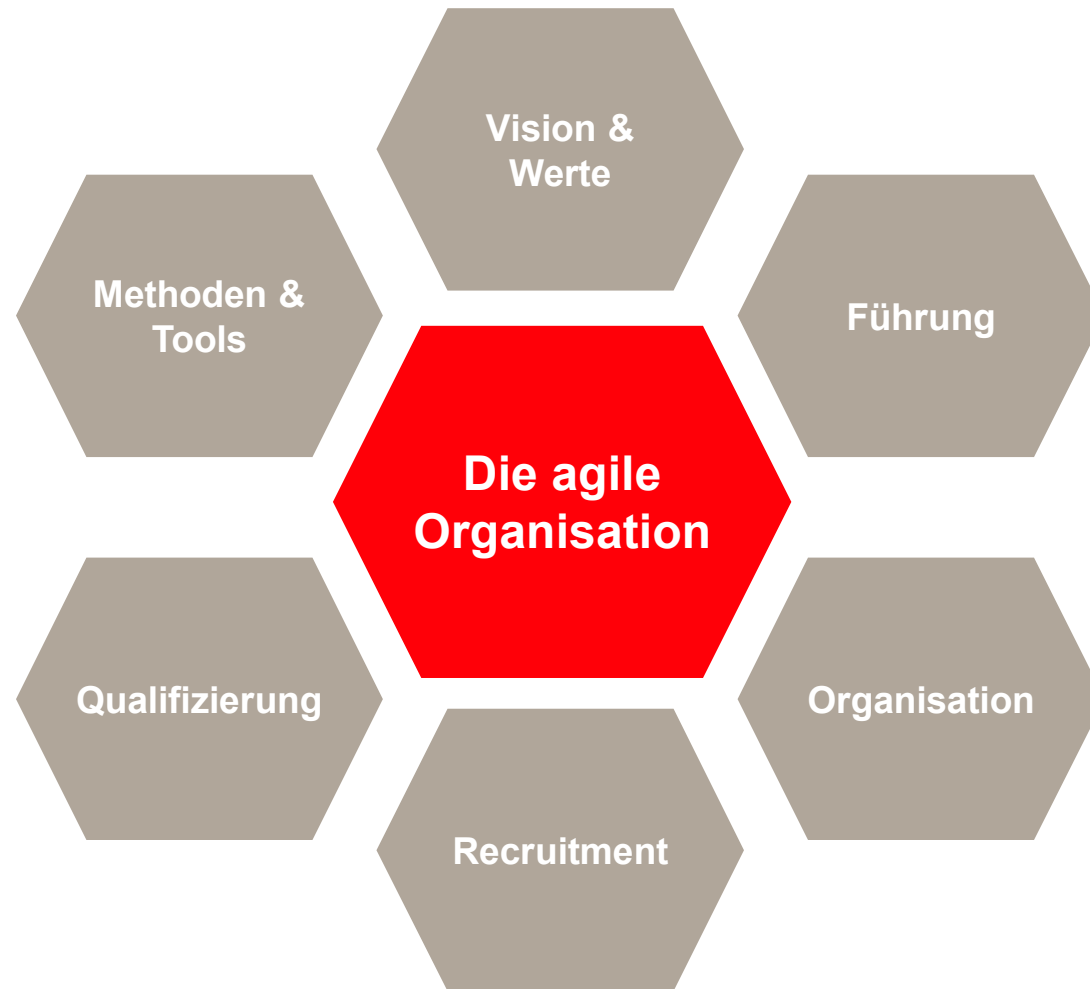 Vision &
Werte
Methoden &
Tools
Führung
Die agile
Organisation
Qualifizierung
Organisation
Recruitment